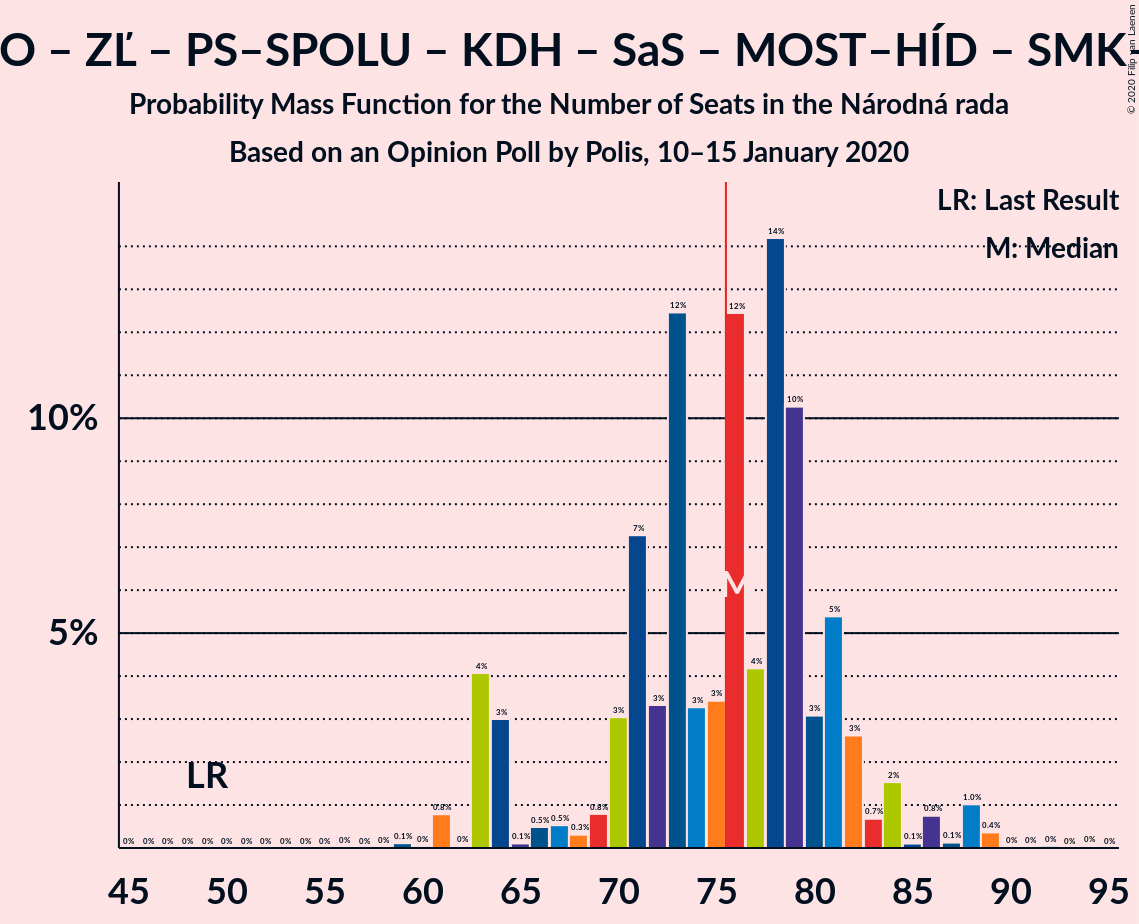 O – ZĽ – PS–SPOLU – KDH – SaS – MOST–HÍD – SMK–
Probability Mass Function for the Number of Seats in the Národná rada
Based on an Opinion Poll by Polis, 10–15 January 2020
© 2020 Filip van Laenen
LR: Last Result
M: Median
10%
5%
LR
M
0% 0% 0% 0% 0% 0% 0% 0% 0% 0% 0% 0% 0% 0% 0.1% 0% 0.8% 0% 4% 3% 0.1% 0.5% 0.5% 0.3% 0.8% 3% 7% 3% 12% 3% 3% 12% 4% 14% 10% 3% 5% 3% 0.7% 2% 0.1% 0.8% 0.1% 1.0% 0.4% 0% 0% 0% 0% 0% 0%
45 50 55 60 65 70 75 80 85 90 95